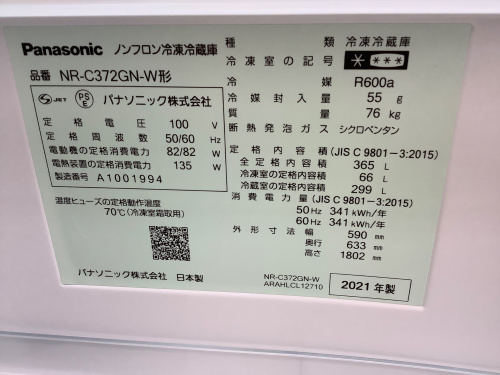 Panasonic ノンフロン冷凍冷蔵庫
品番 NR-C372GN-W形
JET PS E パナソニック株式会社
定格電圧 100 V
定格周波数 50/60 Hz
電動機の定格消費電力 82/82 W
電熱装置の定格消費電力 135 W
製造番号 A1001994
温度ヒューズの定格動作温度
70℃(冷凍室霜取用)
パナソニック株式会社 日本製
種類 冷凍冷蔵庫
冷凍室の記号 * ***
冷媒 R600a
冷媒封入量 55 g
質量 76 kg
断熱発泡ガス シクロペンタン
定格内容積 (JIS C 9801-3:2015)
全定格内容積 365 L
冷凍室の定格内容積 66 L
冷蔵室の定格内容積 299 L
消費電力量 (JIS C 9801-3:2015)
50 Hz 341 kWh/年
60 Hz 341 kWh/年
外形寸法 幅 590 mm
奥行 633 mm
高さ 1802 mm
NR-C372GN-W
ARAHLCL12710
2021年製